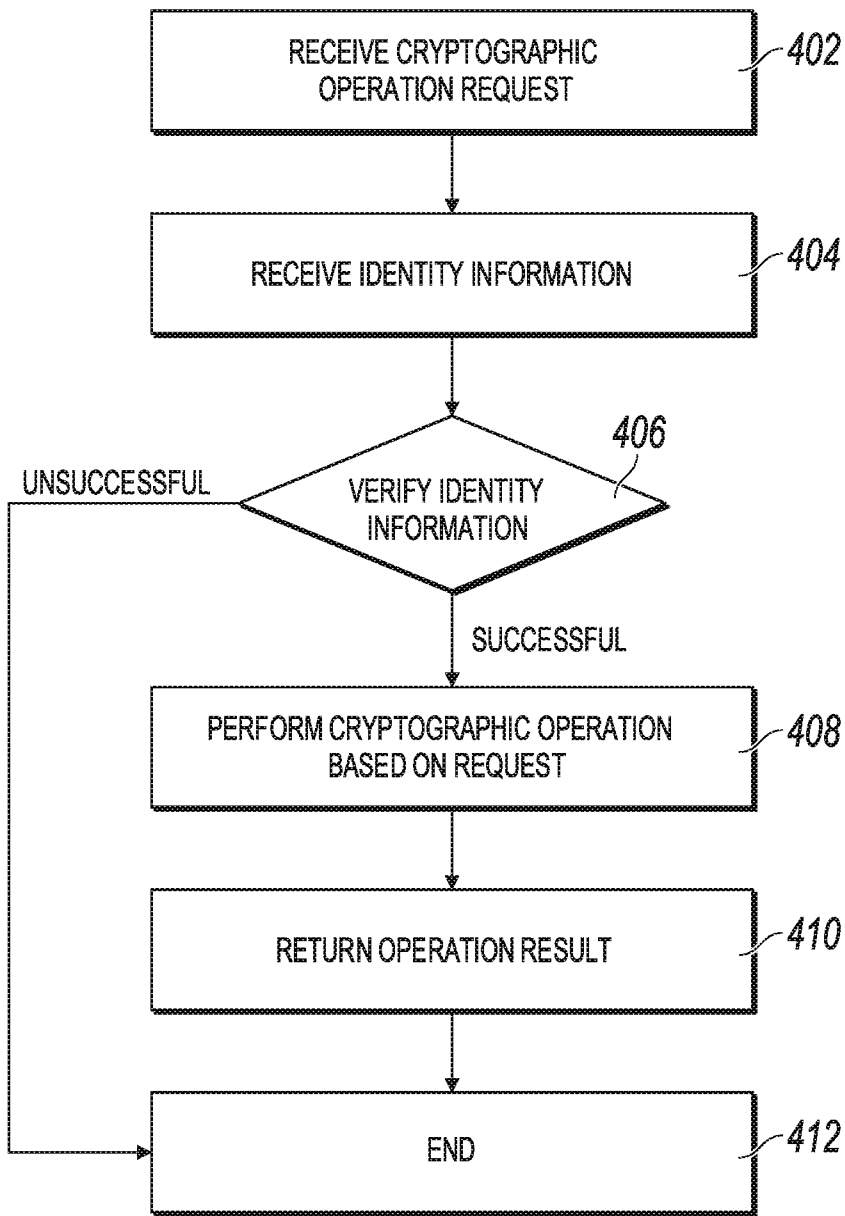 RECEIVE CRYPTOGRAPHIC
OPERATION REQUEST
402
RECEIVE IDENTITY INFORMATION
404
406
UNSUCCESSFUL
VERIFY IDENTITY
INFORMATION
SUCCESSFUL
PERFORM CRYPTOGRAPHIC OPERATION
BASED ON REQUEST
408
RETURN OPERATION RESULT
410
END
412